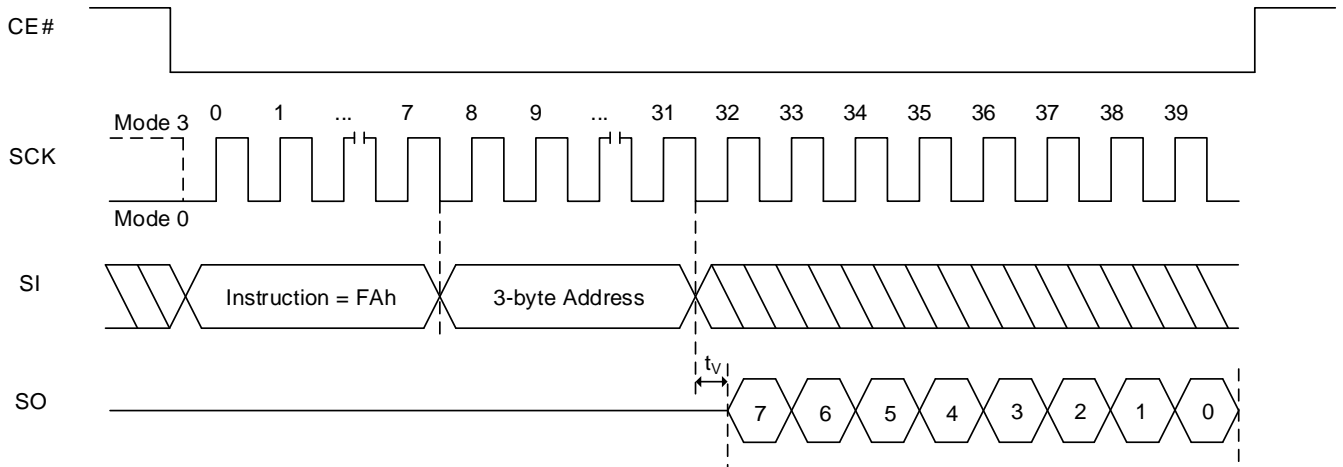 CE#
0 1 ... 7 8 9 ... 31 32 33 34 35 36 37 38 39
Mode 3
SCK
Mode 0
SI
Instruction = FAh
3-byte Address
tV
SO
7 6 5 4 3 2 1 0